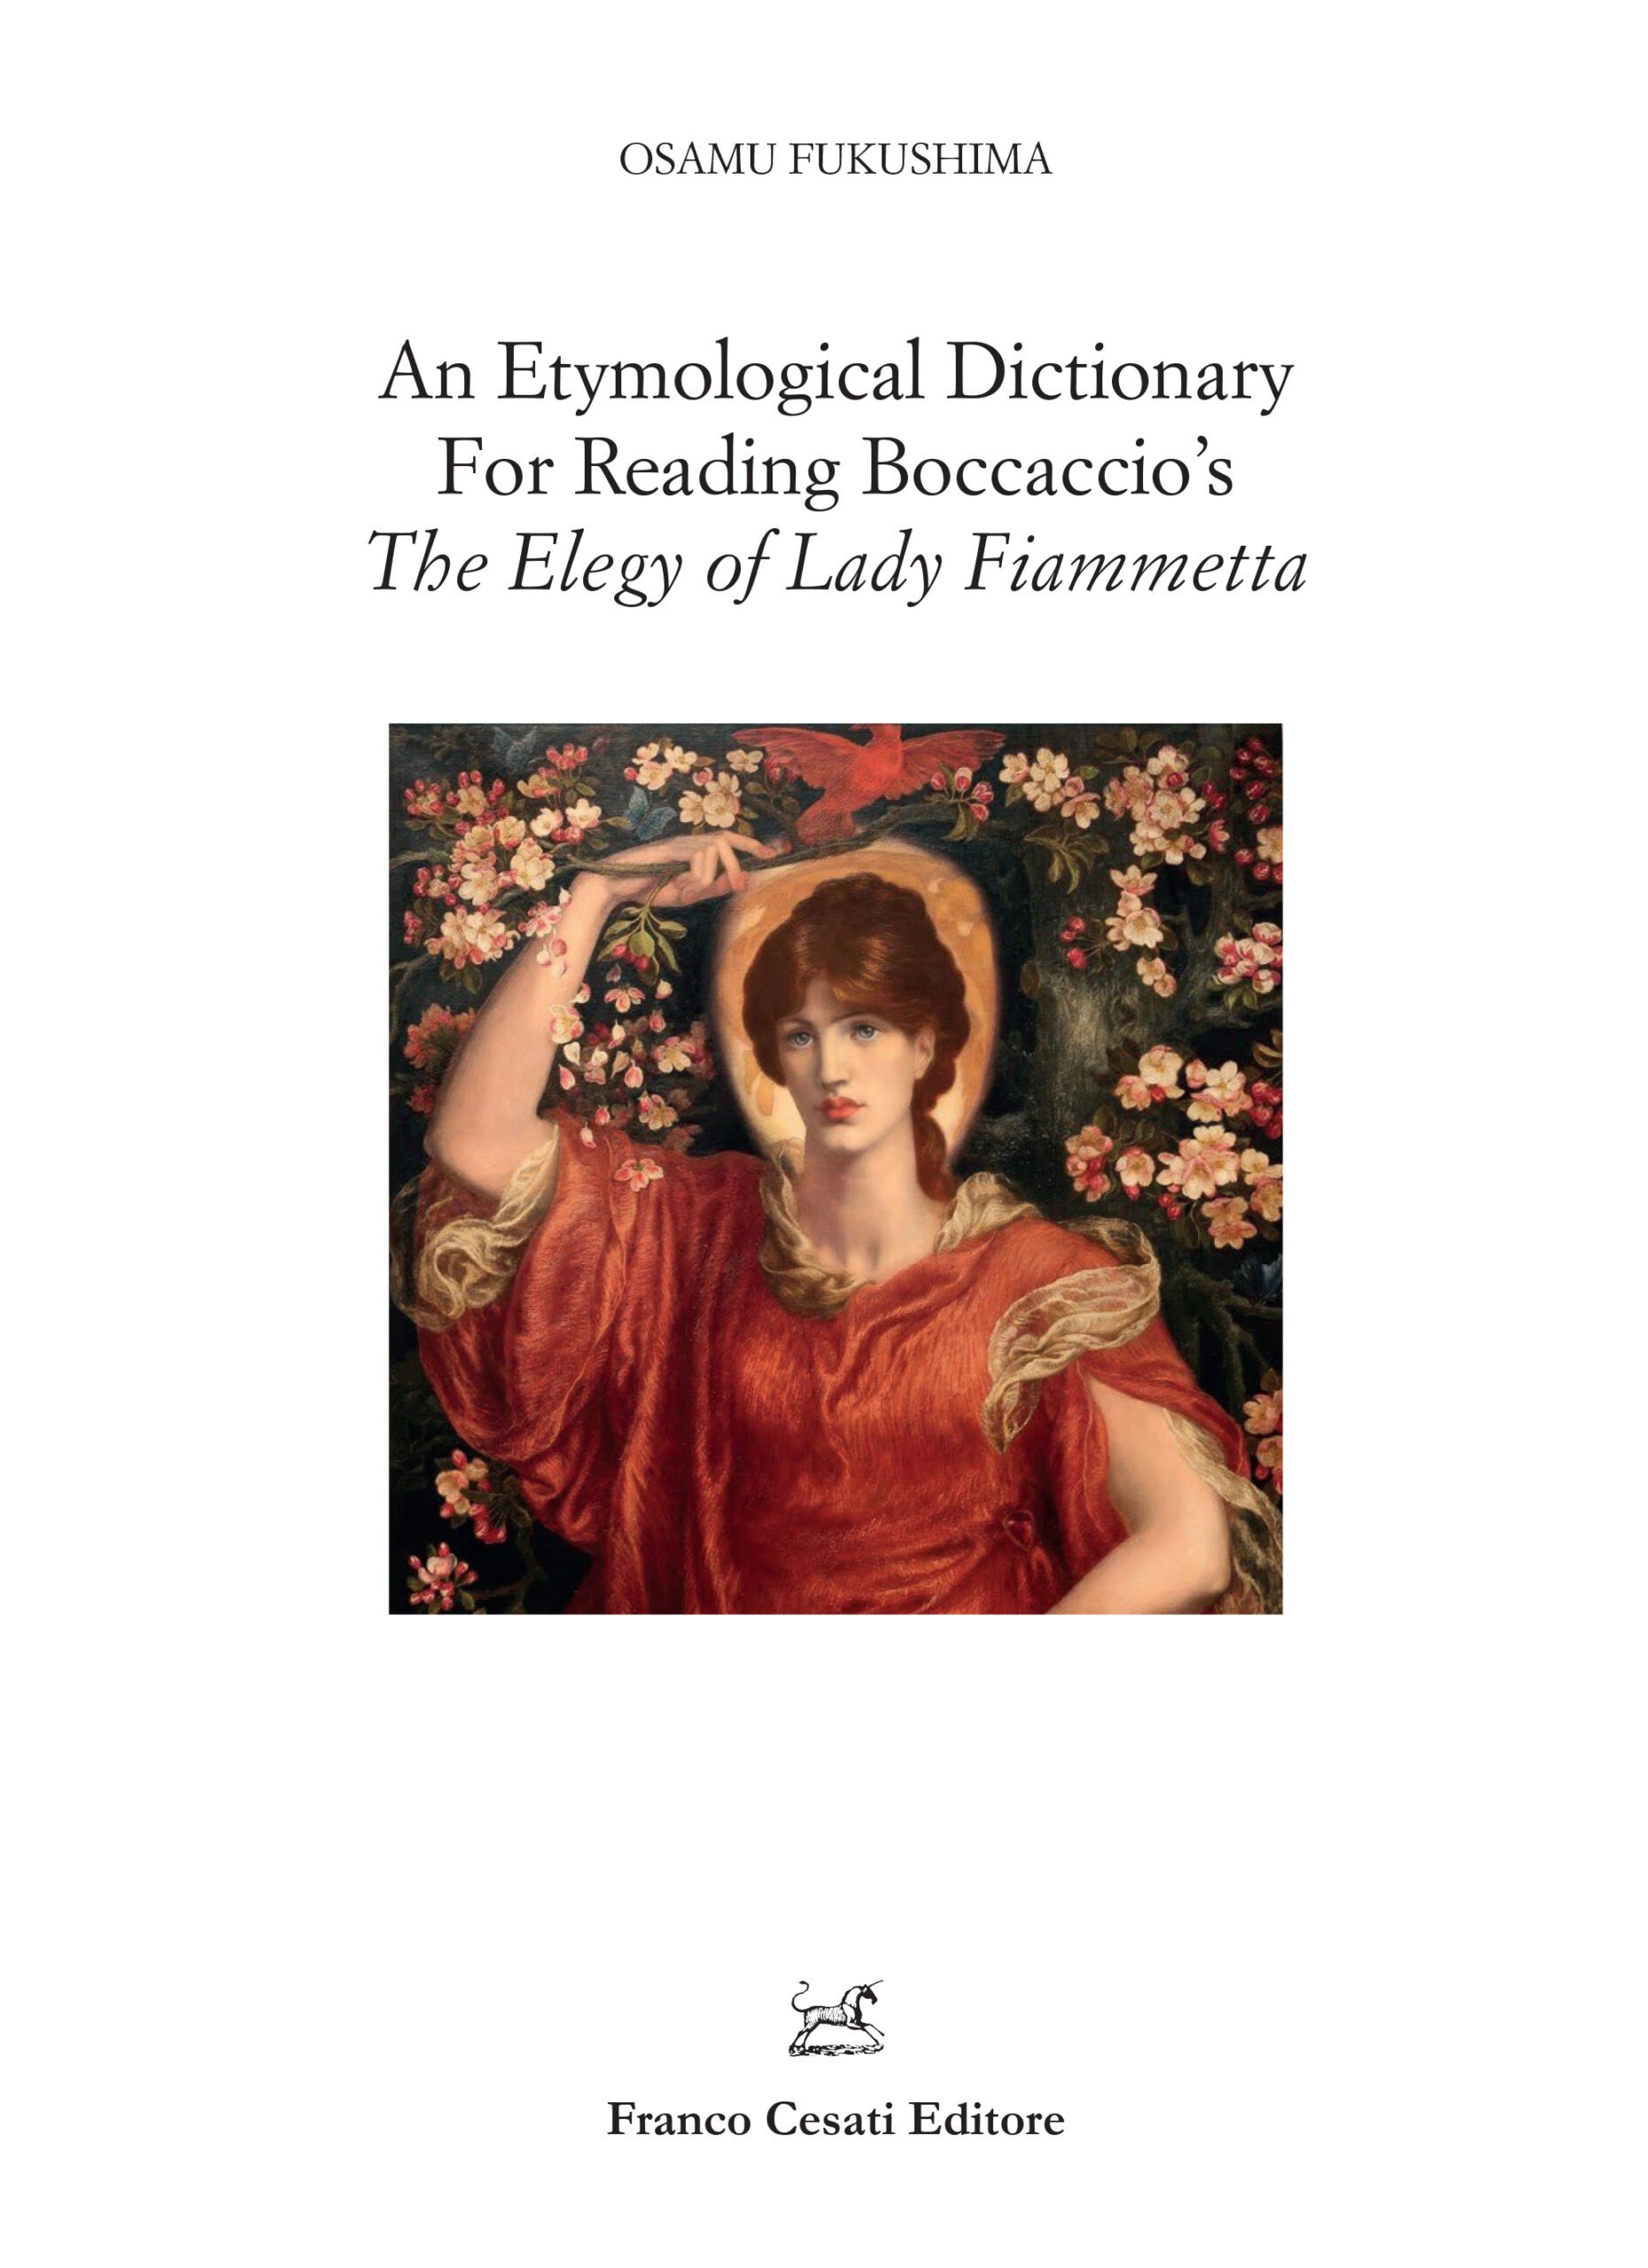 OSAMU FUKUSHIMA
An Etymological Dictionary
For Reading Boccaccio’s
The Elegy of Lady Fiammetta
Franco Cesati Editore